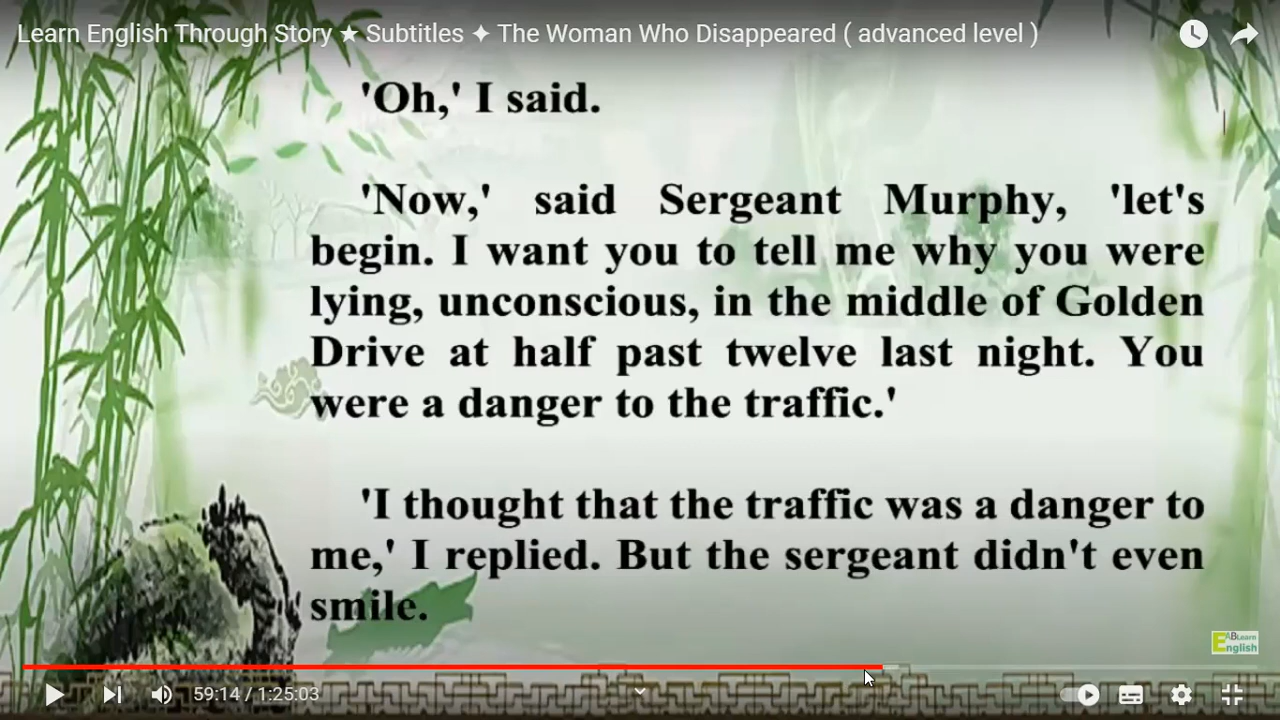 Learn English Through Story ★ Subtitles ✦ The Woman Who Disappeared ( advanced level )
'Oh,' I said.
'Now,' said Sergeant Murphy, 'let's
begin. I want you to tell me why you were
lying, unconscious, in the middle of Golden
Drive at half past twelve last night. You
were a danger to the traffic.'
'I thought that the traffic was a danger to
me,' I replied. But the sergeant didn't even
smile.
EABLearn
English
59:14 / 1:25:03